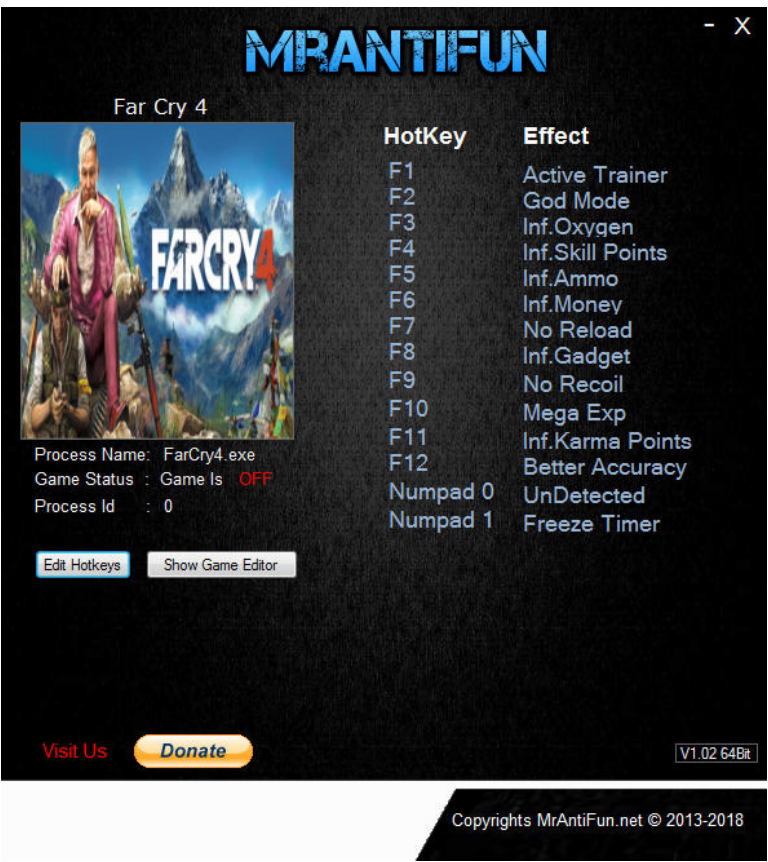 - X
MRANTIFUN
Far Cry 4
FARCRY4
HotKey Effect
F1 Active Trainer
F2 God Mode
F3 Inf.Oxygen
F4 Inf.Skill Points
F5 Inf.Ammo
F6 Inf.Money
F7 No Reload
F8 Inf.Gadget
F9 No Recoil
F10 Mega Exp
F11 Inf.Karma Points
F12 Better Accuracy
Numpad 0 UnDetected
Numpad 1 Freeze Timer
Process Name: FarCry4.exe
Game Status : Game Is OFF
Process Id : 0
Edit Hotkeys Show Game Editor
Visit Us Donate V1.02 64Bit
Copyrights MrAntiFun.net © 2013-2018